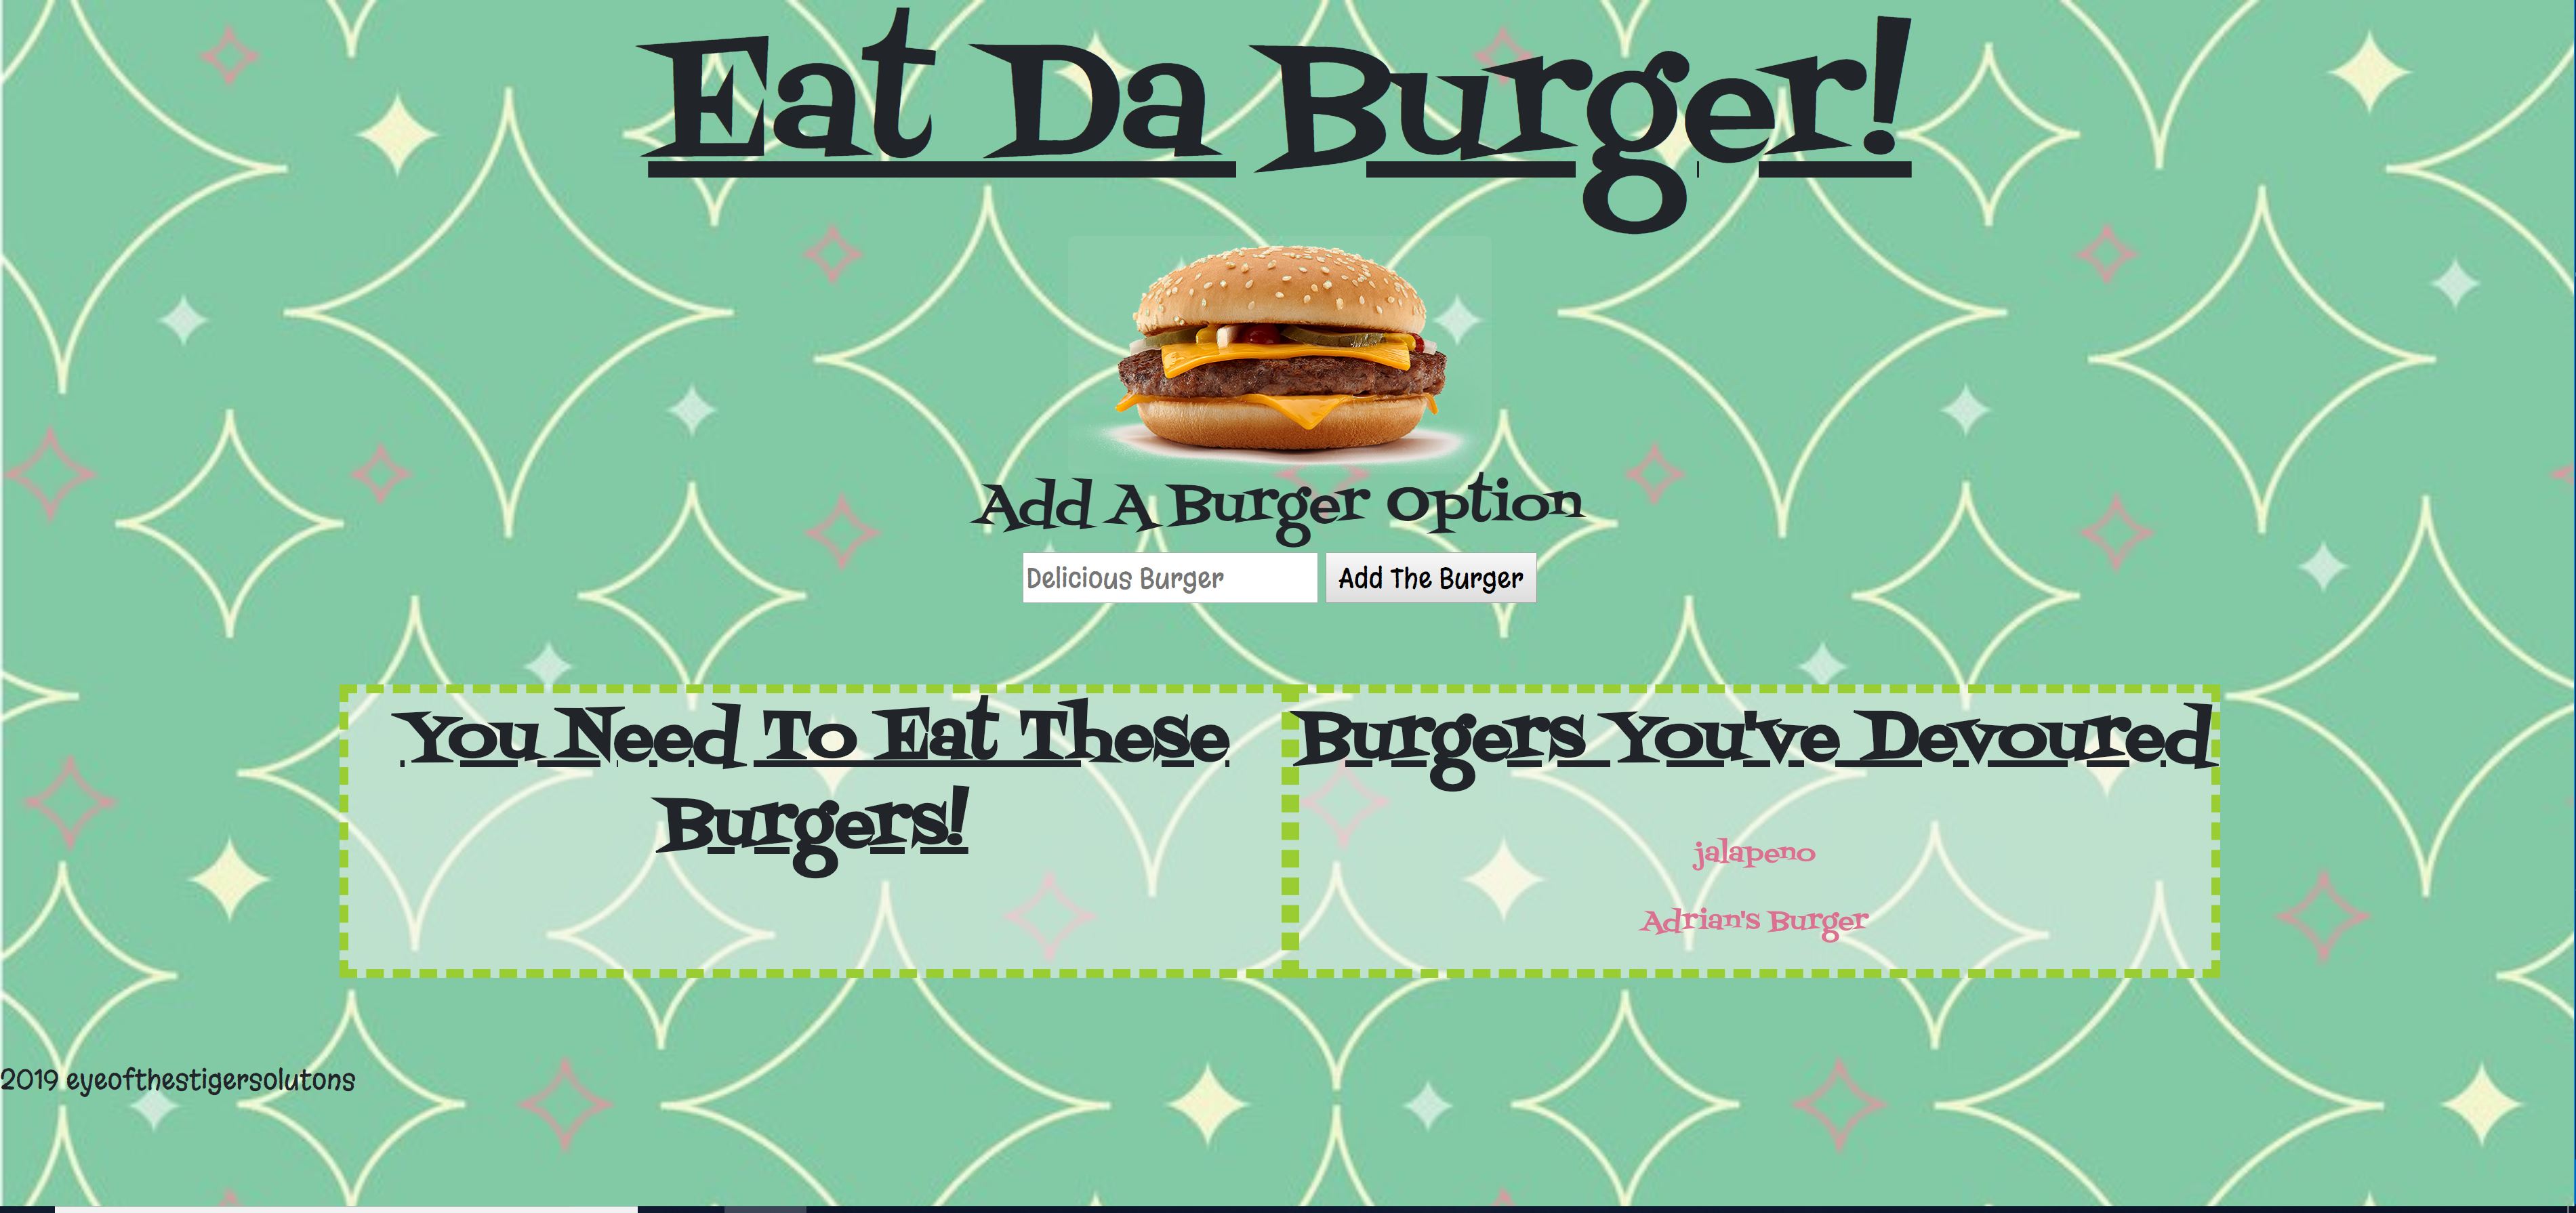 Eat Da Burger!
Add A Burger Option
Delicious Burger Add The Burger
You Need To Eat These
Burgers!
Burgers You've Devoured
jalapeno
Adrian's Burger
2019 eyeofthestigersolutons